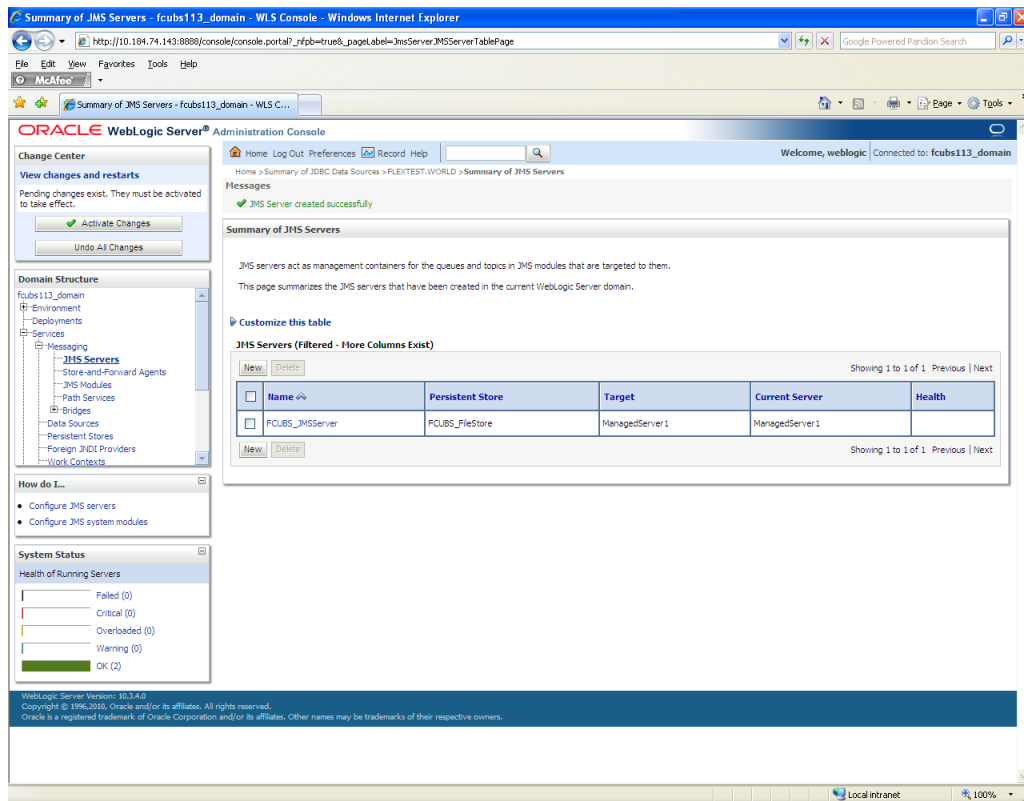 Summary of JMS Servers - fcubs113_domain - WLS Console - Windows Internet Explorer
http://10.184.74.143:8888/console/console.portal?_nfpb=true&_pageLabel=JmsServerJMSServerTablePage
Google Powered Pandion Search
File Edit View Favorites Tools Help
McAfee
Summary of JMS Servers - fcubs113_domain - WLS C...
Page Tools
ORACLE WebLogic Server® Administration Console
Change Center
View changes and restarts
Pending changes exist. They must be activated
to take effect.
Activate Changes
Undo All Changes
Domain Structure
fcubs113_domain
Environment
Deployments
Services
Messaging
JMS Servers
Store-and-Forward Agents
JMS Modules
Path Services
Bridges
Data Sources
Persistent Stores
Foreign JNDI Providers
Work Contexts
How do I...
Configure JMS servers
Configure JMS system modules
System Status
Health of Running Servers
Failed (0)
Critical (0)
Overloaded (0)
Warning (0)
OK (2)
Home Log Out Preferences Record Help
Welcome, weblogic Connected to: fcubs113_domain
Home >Summary of JDBC Data Sources >FLEXTEST.WORLD >Summary of JMS Servers
Messages
JMS Server created successfully
Summary of JMS Servers
JMS servers act as management containers for the queues and topics in JMS modules that are targeted to them.
This page summarizes the JMS servers that have been created in the current WebLogic Server domain.
Customize this table
JMS Servers (Filtered - More Columns Exist)
New Delete
Showing 1 to 1 of 1 Previous | Next
Name Persistent Store Target Current Server Health
FCUBS_JMSServer FCUBS_FileStore ManagedServer1 ManagedServer1
New Delete
Showing 1 to 1 of 1 Previous | Next
WebLogic Server Version: 10.3.4.0
Copyright © 1996,2010, Oracle and/or its affiliates. All rights reserved.
Oracle is a registered trademark of Oracle Corporation and/or its affiliates. Other names may be trademarks of their respective owners.
Local intranet
100%